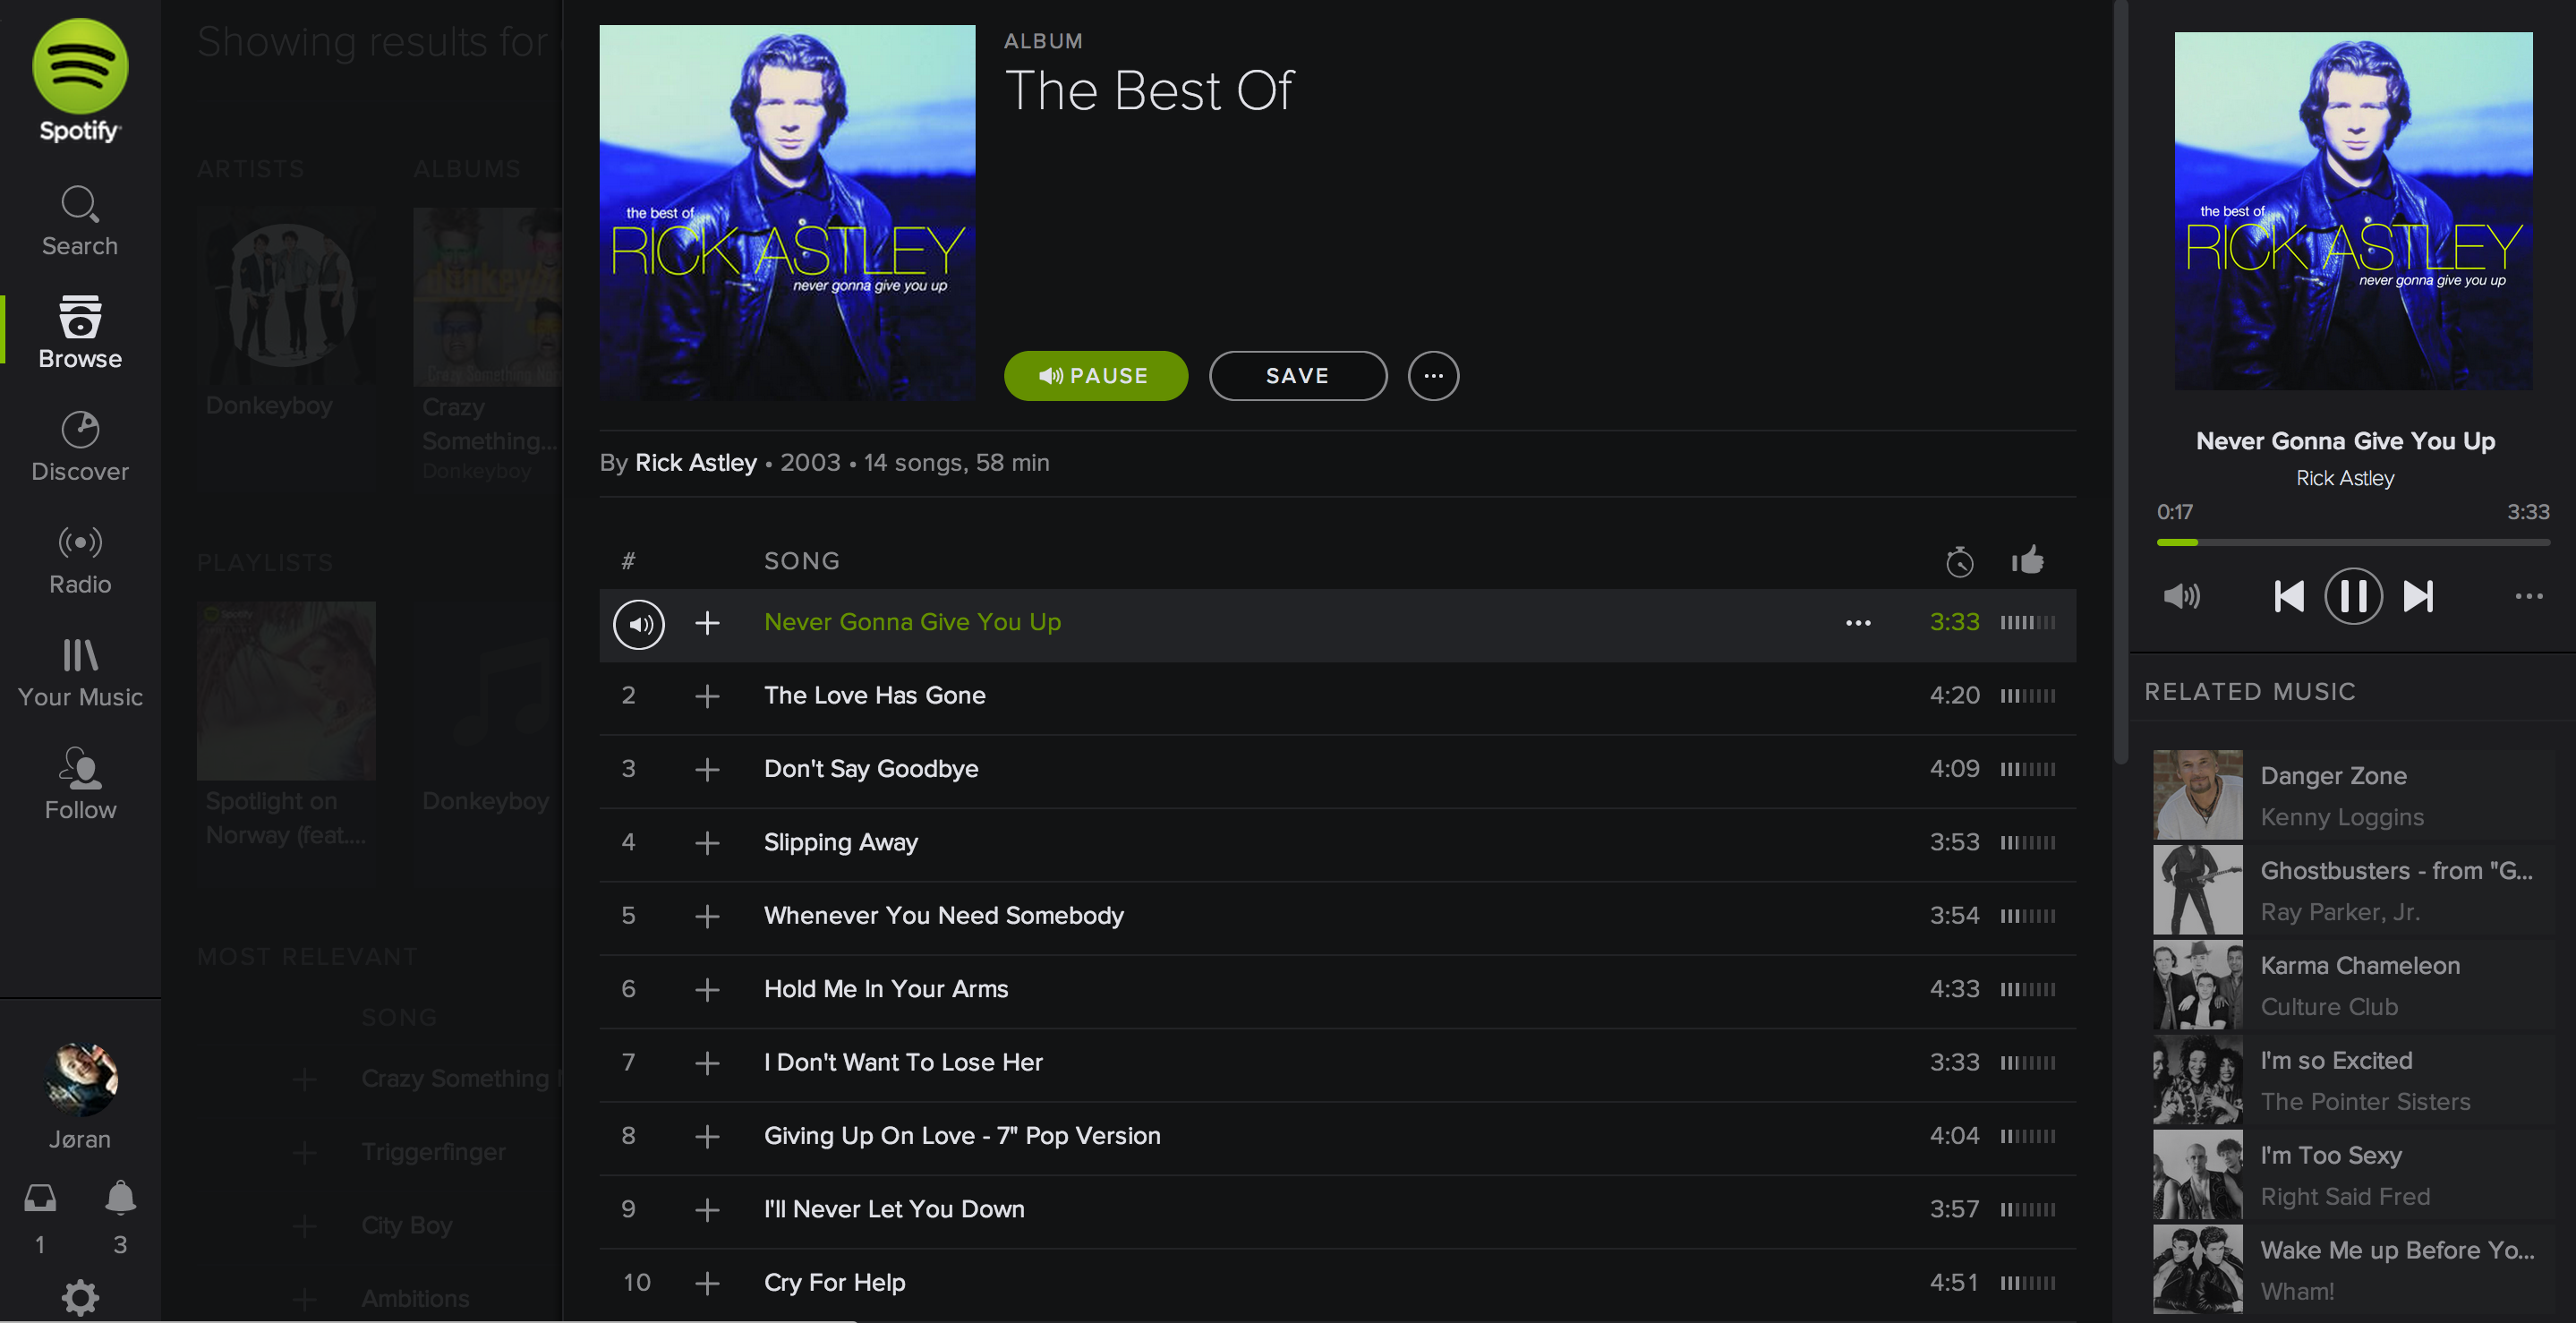 Spotify
Search
Browse
Discover
Radio
Your Music
Follow
Jøran
1
3
Showing results for
ARTISTS
ALBUMS
donkeyboy
Crazy Something
Donkeyboy
Crazy
Something...
Donkeyboy
PLAYLISTS
Spotify
Spotlight on
Norway (feat....
Donkeyboy
MOST RELEVANT
SONG
Crazy Something
Triggerfinger
City Boy
Ambitions
the best of
RICK ASTLEY
never gonna give you up
ALBUM
The Best Of
PAUSE
SAVE
By Rick Astley • 2003 • 14 songs, 58 min
# SONG
Never Gonna Give You Up 3:33
2 The Love Has Gone 4:20
3 Don't Say Goodbye 4:09
4 Slipping Away 3:53
5 Whenever You Need Somebody 3:54
6 Hold Me In Your Arms 4:33
7 I Don't Want To Lose Her 3:33
8 Giving Up On Love - 7" Pop Version 4:04
9 I'll Never Let You Down 3:57
10 Cry For Help 4:51
the best of
RICK ASTLEY
never gonna give you up
Never Gonna Give You Up
Rick Astley
0:17 3:33
RELATED MUSIC
Danger Zone
Kenny Loggins
Ghostbusters - from "G...
Ray Parker, Jr.
Karma Chameleon
Culture Club
I'm so Excited
The Pointer Sisters
I'm Too Sexy
Right Said Fred
Wake Me up Before Yo...
Wham!